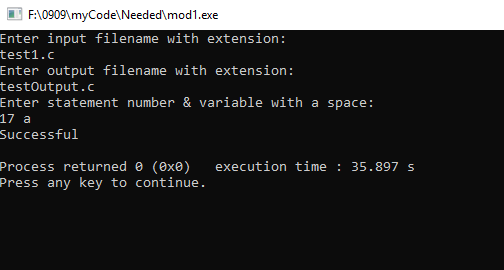 F:\0909\myCode\Needed\mod1.exe
Enter input filename with extension:
test1.c
Enter output filename with extension:
testOutput.c
Enter statement number & variable with a space:
17 a
Successful
Process returned 0 (0x0)   execution time : 35.897 s
Press any key to continue.